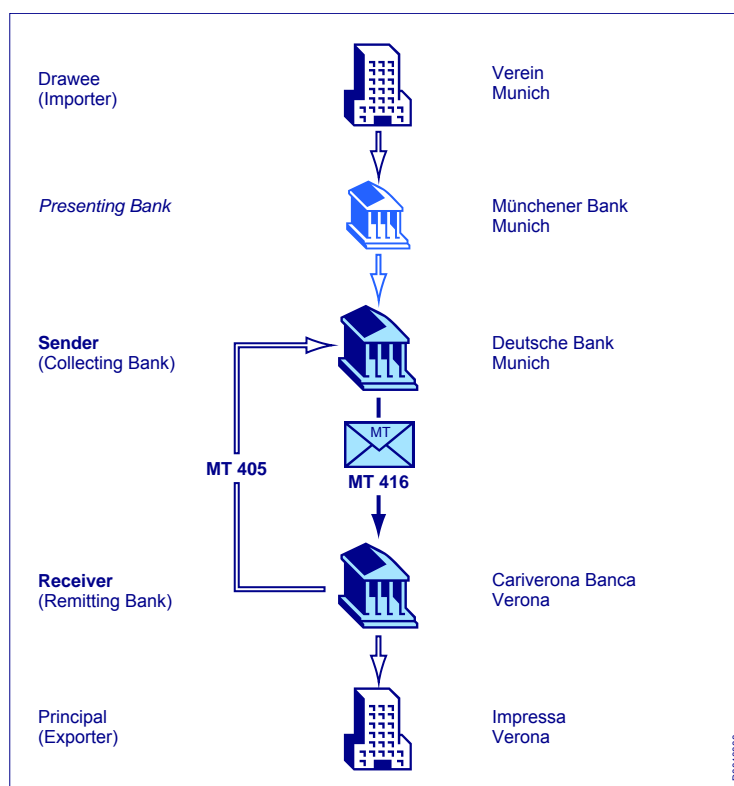 Drawee
(Importer)
Verein
Munich
Presenting Bank
Münchener Bank
Munich
Sender
(Collecting Bank)
Deutsche Bank
Munich
MT
MT 405
MT 416
Receiver
(Remitting Bank)
Cariverona Banca
Verona
Principal
(Exporter)
Impressa
Verona